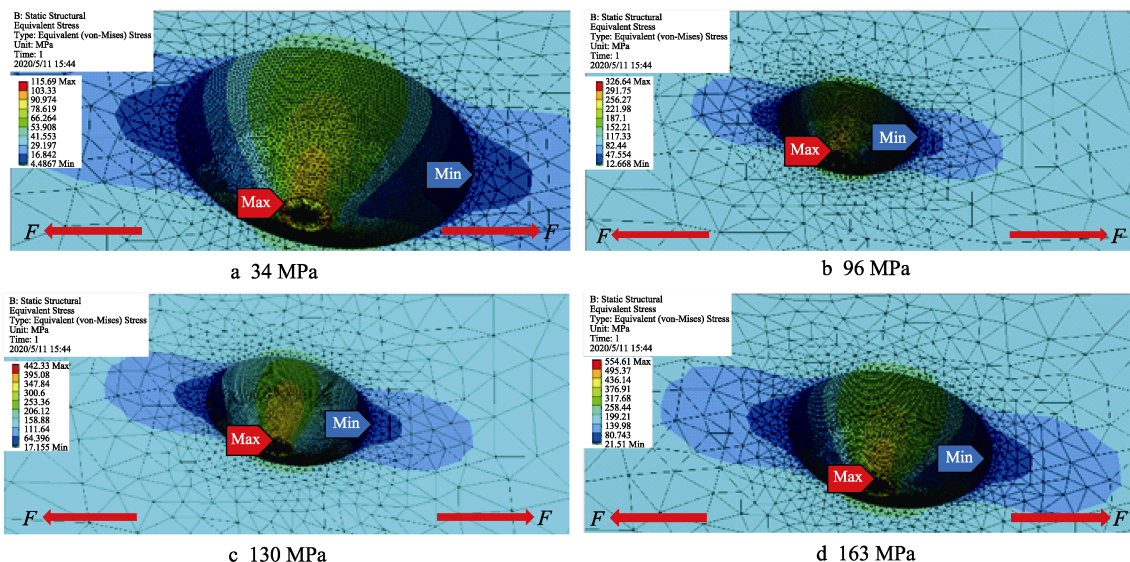 B: Static Structural
Equivalent Stress
Type: Equivalent (von-Mises) Stress
Unit: MPa
Time: 1
2020/5/11 15:44
115.69 Max
103.33
90.974
78.619
66.264
53.908
41.553
29.197
16.842
4.4867 Min
Max
Min
F
F
a 34 MPa
B: Static Structural
Equivalent Stress
Type: Equivalent (von-Mises) Stress
Unit: MPa
Time: 1
2020/5/11 15:44
326.64 Max
291.75
256.27
221.98
187.1
152.21
117.33
82.44
47.554
12.668 Min
Max
Min
F
F
b 96 MPa
B: Static Structural
Equivalent Stress
Type: Equivalent (von-Mises) Stress
Unit: MPa
Time: 1
2020/5/11 15:44
442.33 Max
395.08
347.84
300.6
253.36
206.12
158.88
111.64
64.396
17.155 Min
Max
Min
F
F
c 130 MPa
B: Static Structural
Equivalent Stress
Type: Equivalent (von-Mises) Stress
Unit: MPa
Time: 1
2020/5/11 15:44
554.61 Max
495.37
436.14
376.91
317.68
258.44
199.21
139.98
80.743
21.51 Min
Max
Min
F
F
d 163 MPa